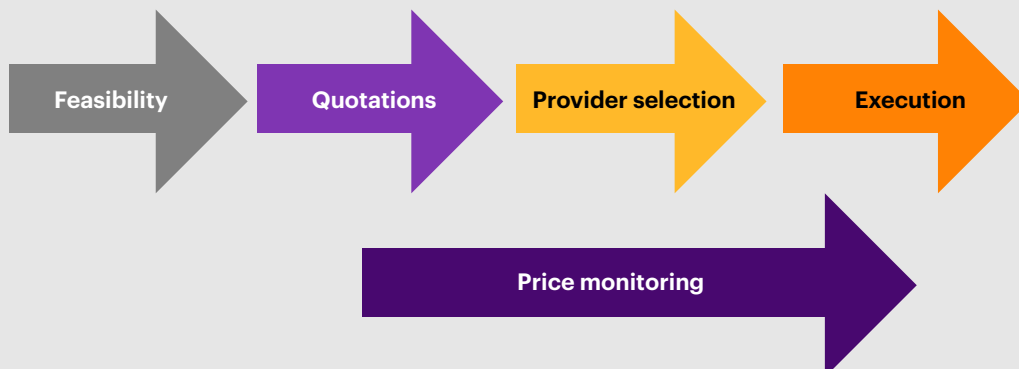 Feasibility
Quotations
Provider selection
Execution
Price monitoring